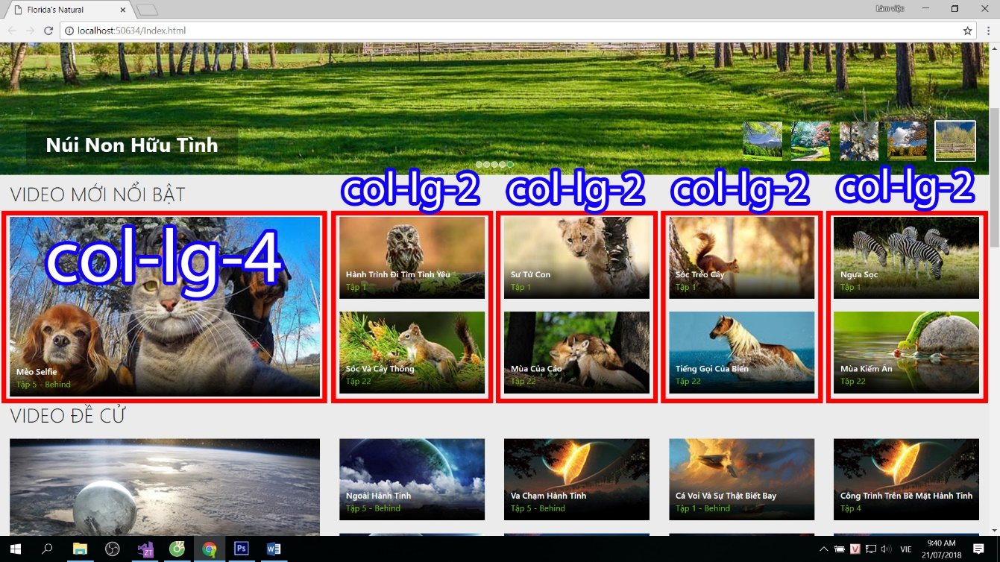 Florida's Natural
Làm việc
localhost:50634/Index.html
Núi Non Hữu Tình
VIDEO MỚI NỔI BẬT
col-lg-2 col-lg-2 col-lg-2 col-lg-2
col-lg-4
Hành Trình Đi Tìm Tình Yêu
Tập 1
Sư Tử Con
Tập 1
Sóc Trèo Cây
Tập 1
Ngựa Sọc
Tập 1
Mèo Selfie
Tập 5 - Behind
Sóc Và Cây Thông
Tập 22
Mùa Của Cáo
Tập 22
Tiếng Gọi Của Biển
Tập 22
Mùa Kiếm Ăn
Tập 22
VIDEO ĐỀ CỬ
Ngoài Hành Tinh
Tập 5 - Behind
Va Chạm Hành Tinh
Tập 5 - Behind
Cá Voi Và Sự Thật Biết Bay
Tập 1 - Behind
Công Trình Trên Bề Mặt Hành Tinh
Tập 4
ZT
Ps
W
V
VIE
9:40 AM
21/07/2018